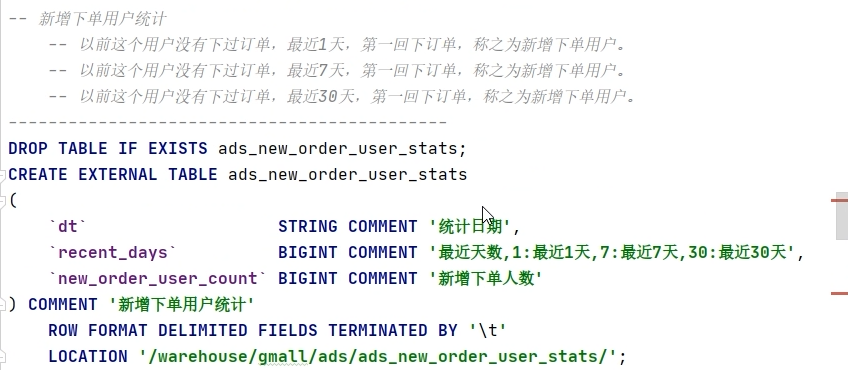 -- 新增下单用户统计
    -- 以前这个用户没有下过订单，最近1天，第一回下订单，称之为新增下单用户。
    -- 以前这个用户没有下过订单，最近7天，第一回下订单，称之为新增下单用户。
    -- 以前这个用户没有下过订单，最近30天，第一回下订单，称之为新增下单用户。
--------------------------------------------
DROP TABLE IF EXISTS ads_new_order_user_stats;
CREATE EXTERNAL TABLE ads_new_order_user_stats
(
    `dt`                   STRING COMMENT '统计日期',
    `recent_days`          BIGINT COMMENT '最近天数,1:最近1天,7:最近7天,30:最近30天',
    `new_order_user_count` BIGINT COMMENT '新增下单人数'
) COMMENT '新增下单用户统计'
    ROW FORMAT DELIMITED FIELDS TERMINATED BY '\t'
    LOCATION '/warehouse/gmall/ads/ads_new_order_user_stats/';